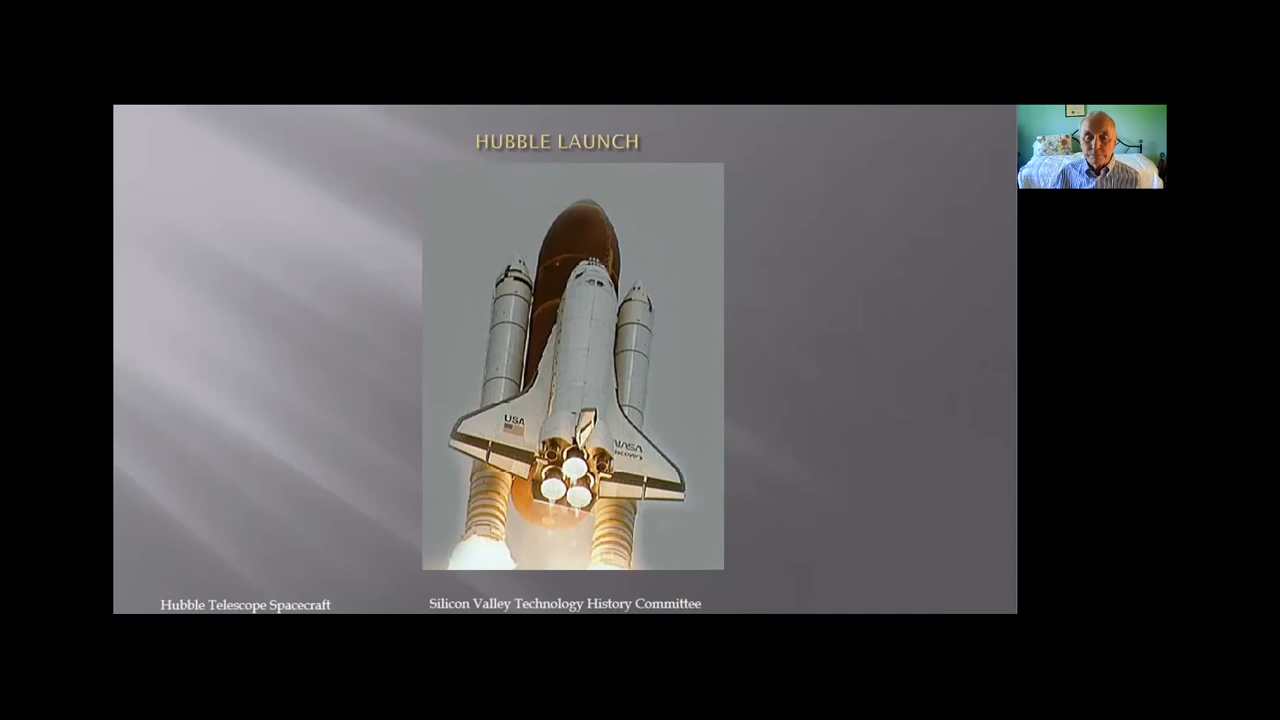 HUBBLE LAUNCH
USA
NASA
Hubble Telescope Spacecraft
Silicon Valley Technology History Committee